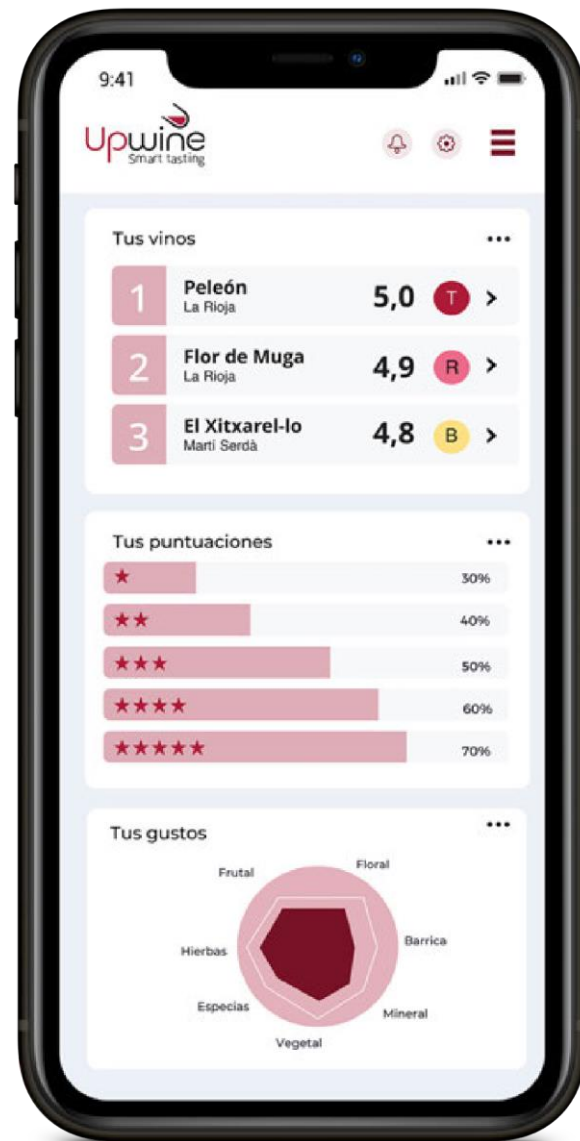 9:41
Upwine
Smart tasting
Tus vinos
1 Peleón 5,0 T
La Rioja
2 Flor de Muga 4,9 R
La Rioja
3 El Xitxarel-lo 4,8 B
Martí Serdà
Tus puntuaciones
30%
40%
50%
60%
70%
Tus gustos
Frutal Floral
Hierbas Barrica
Especias Mineral
Vegetal